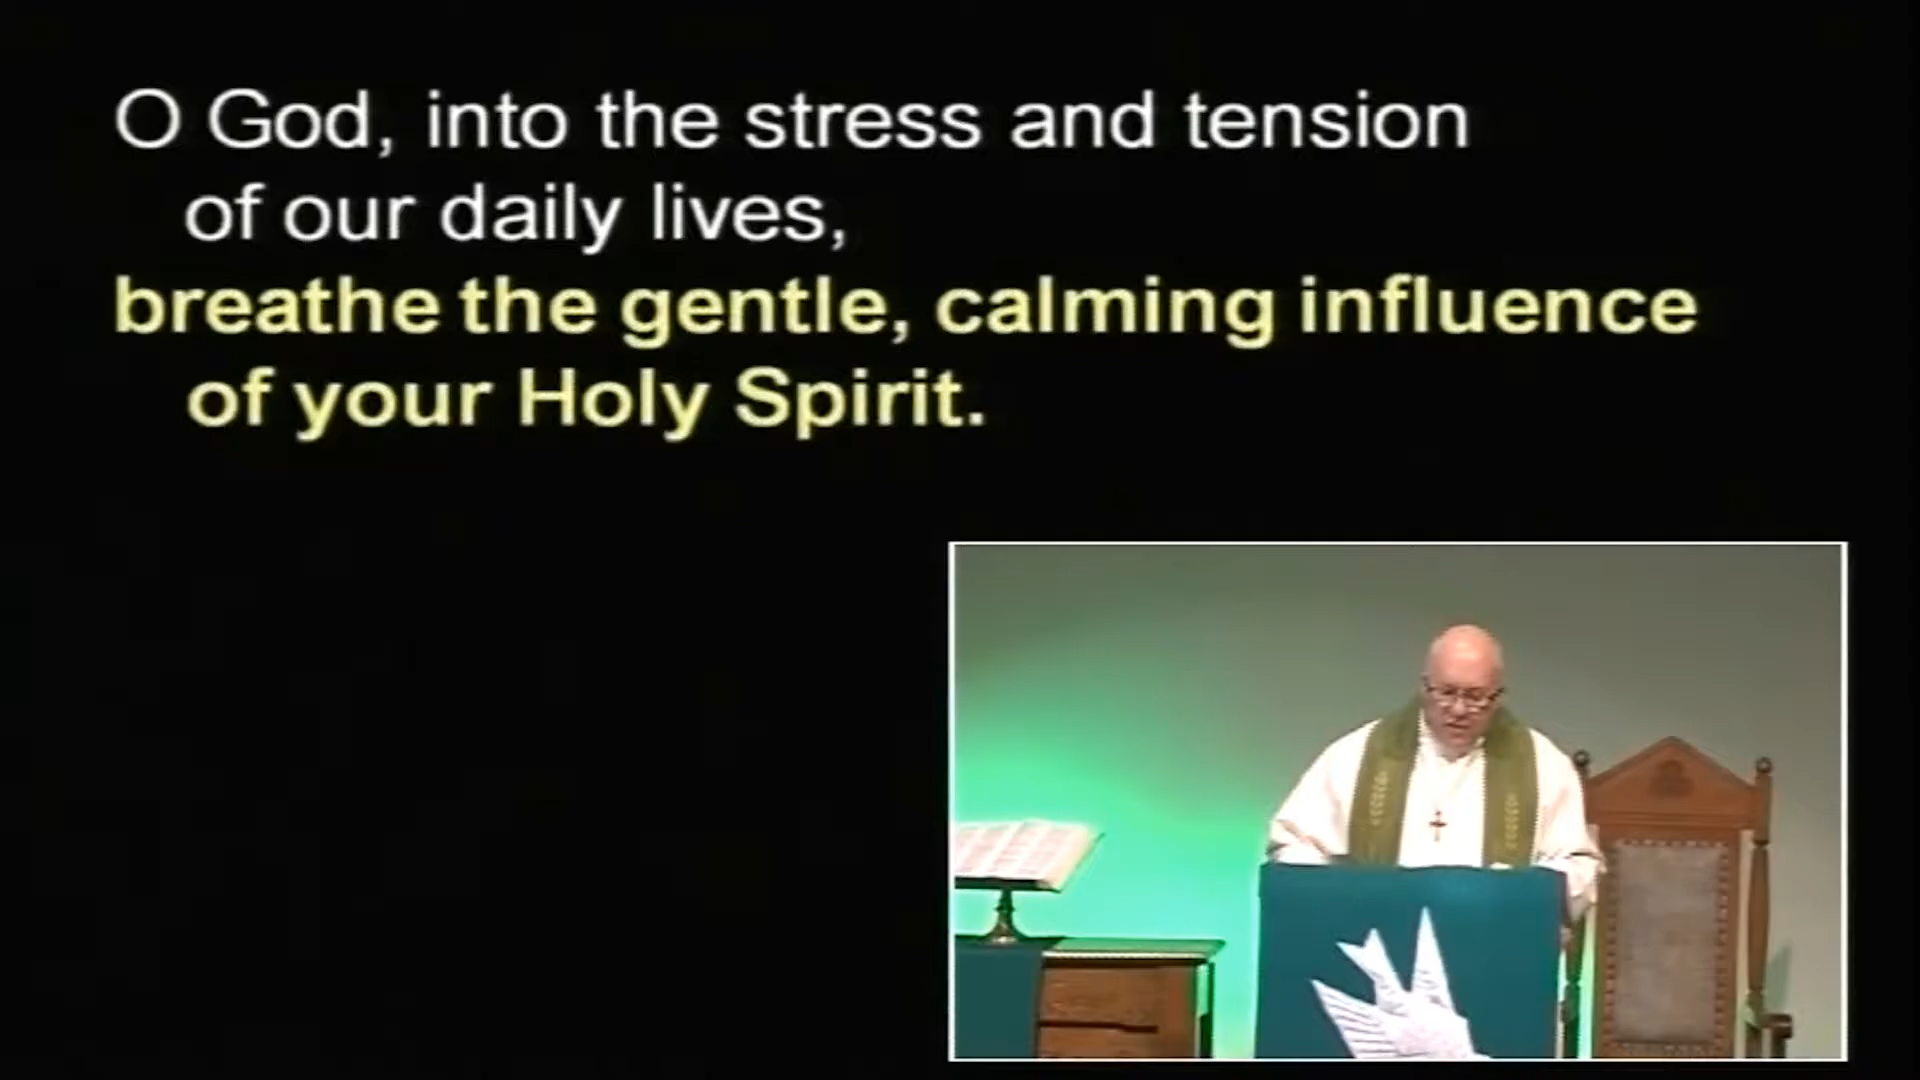 O God, into the stress and tension
of our daily lives,
breathe the gentle, calming influence
of your Holy Spirit.